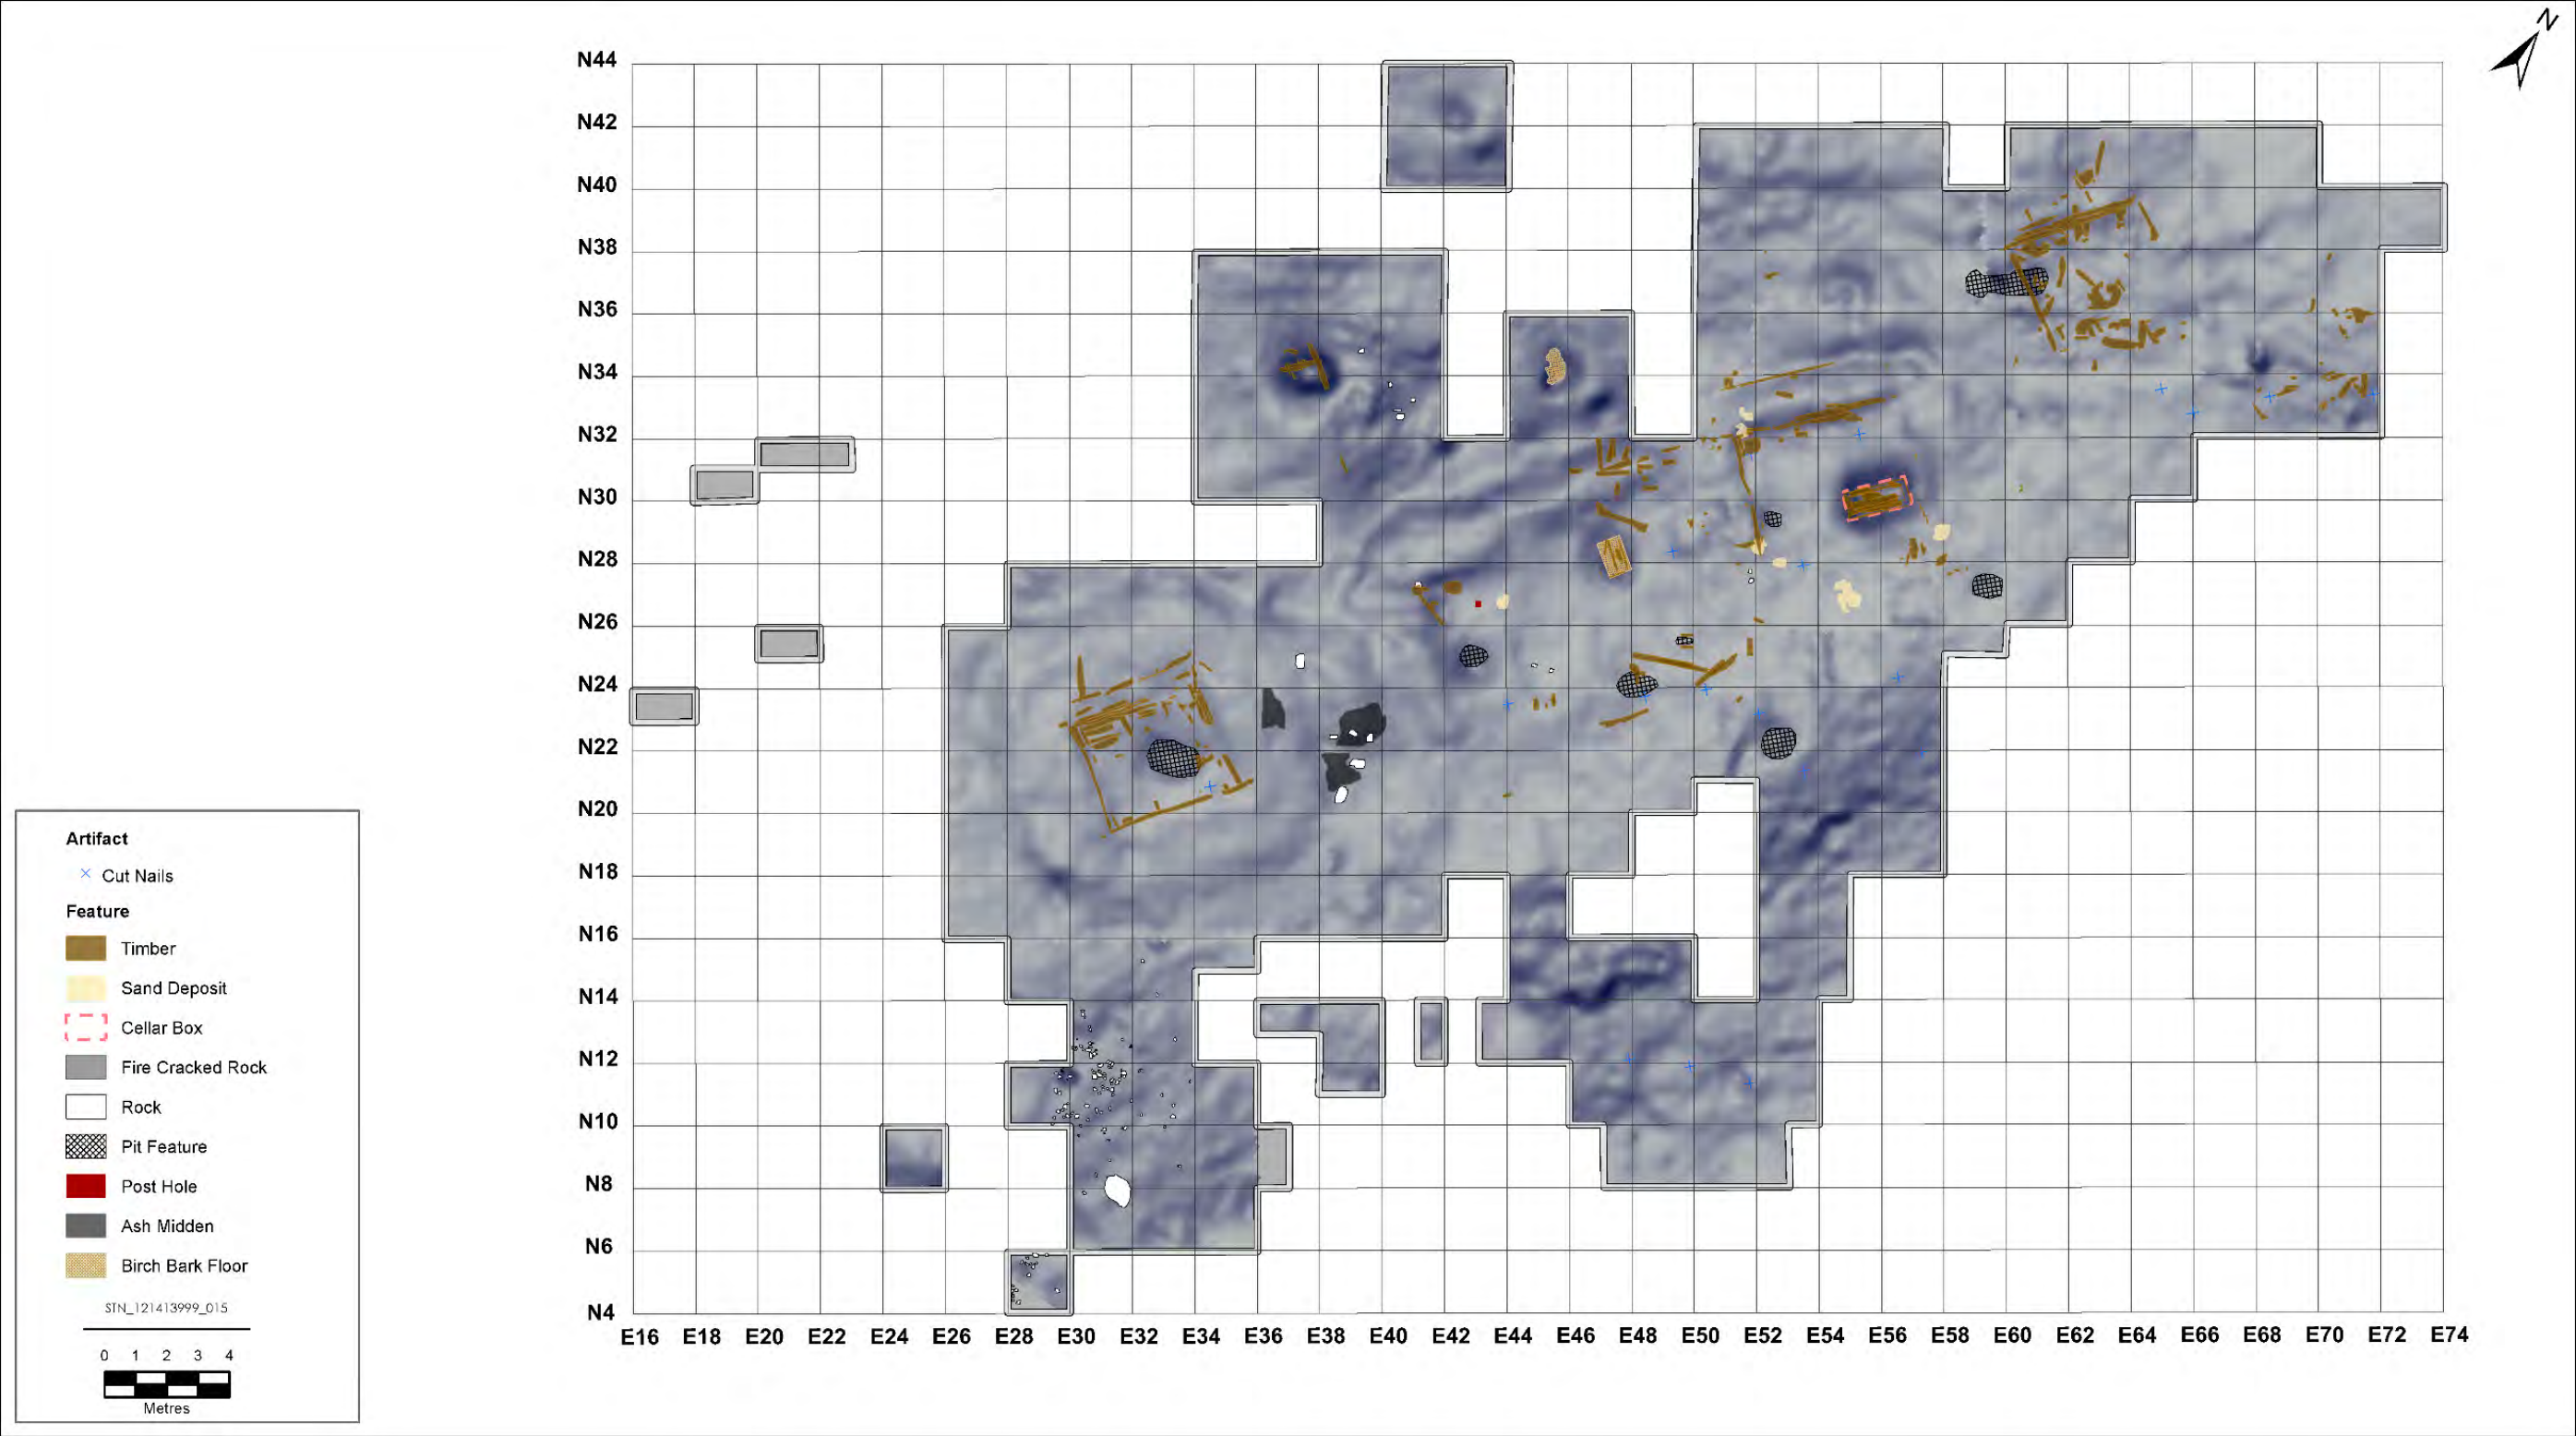 N
N44
N42
N40
N38
N36
N34
N32
N30
N28
N26
N24
N22
N20
N18
N16
N14
N12
N10
N8
N6
N4
E16 E18 E20 E22 E24 E26 E28 E30 E32 E34 E36 E38 E40 E42 E44 E46 E48 E50 E52 E54 E56 E58 E60 E62 E64 E66 E68 E70 E72 E74
Artifact
Cut Nails
Feature
Timber
Sand Deposit
Cellar Box
Fire Cracked Rock
Rock
Pit Feature
Post Hole
Ash Midden
Birch Bark Floor
STN_121413999_015
0 1 2 3 4
Metres